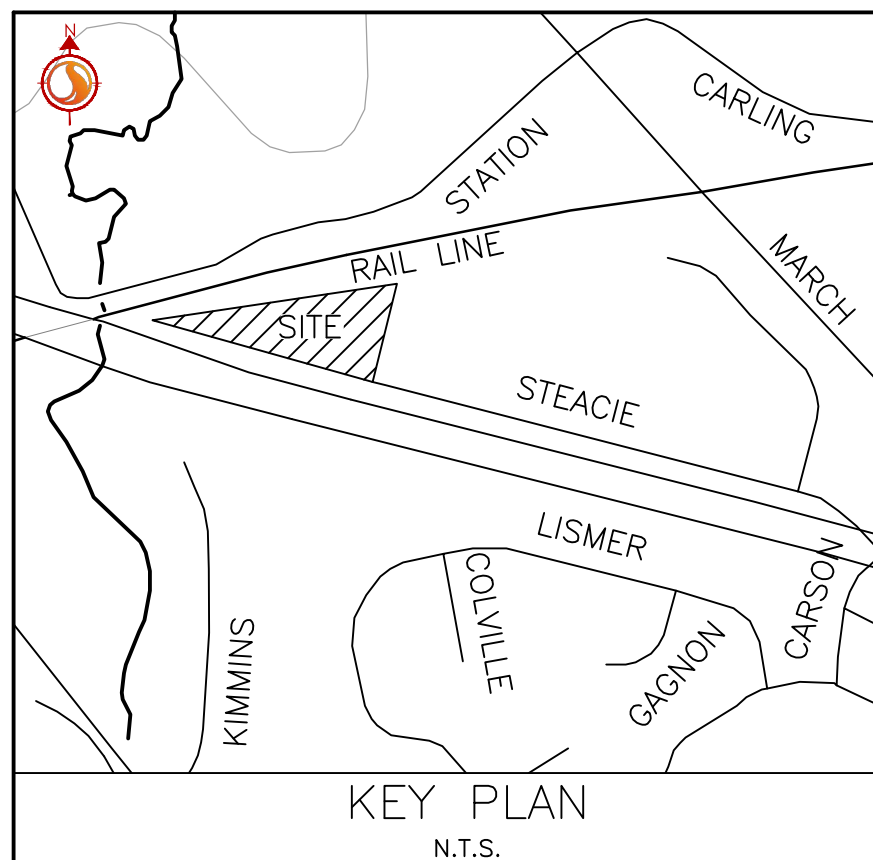 N
CARLING
STATION
MARCH
RAIL LINE
SITE
STEACIE
LISMER
CARSON
COLVILLE
KIMMINS
GAGNON
KEY PLAN
N.T.S.